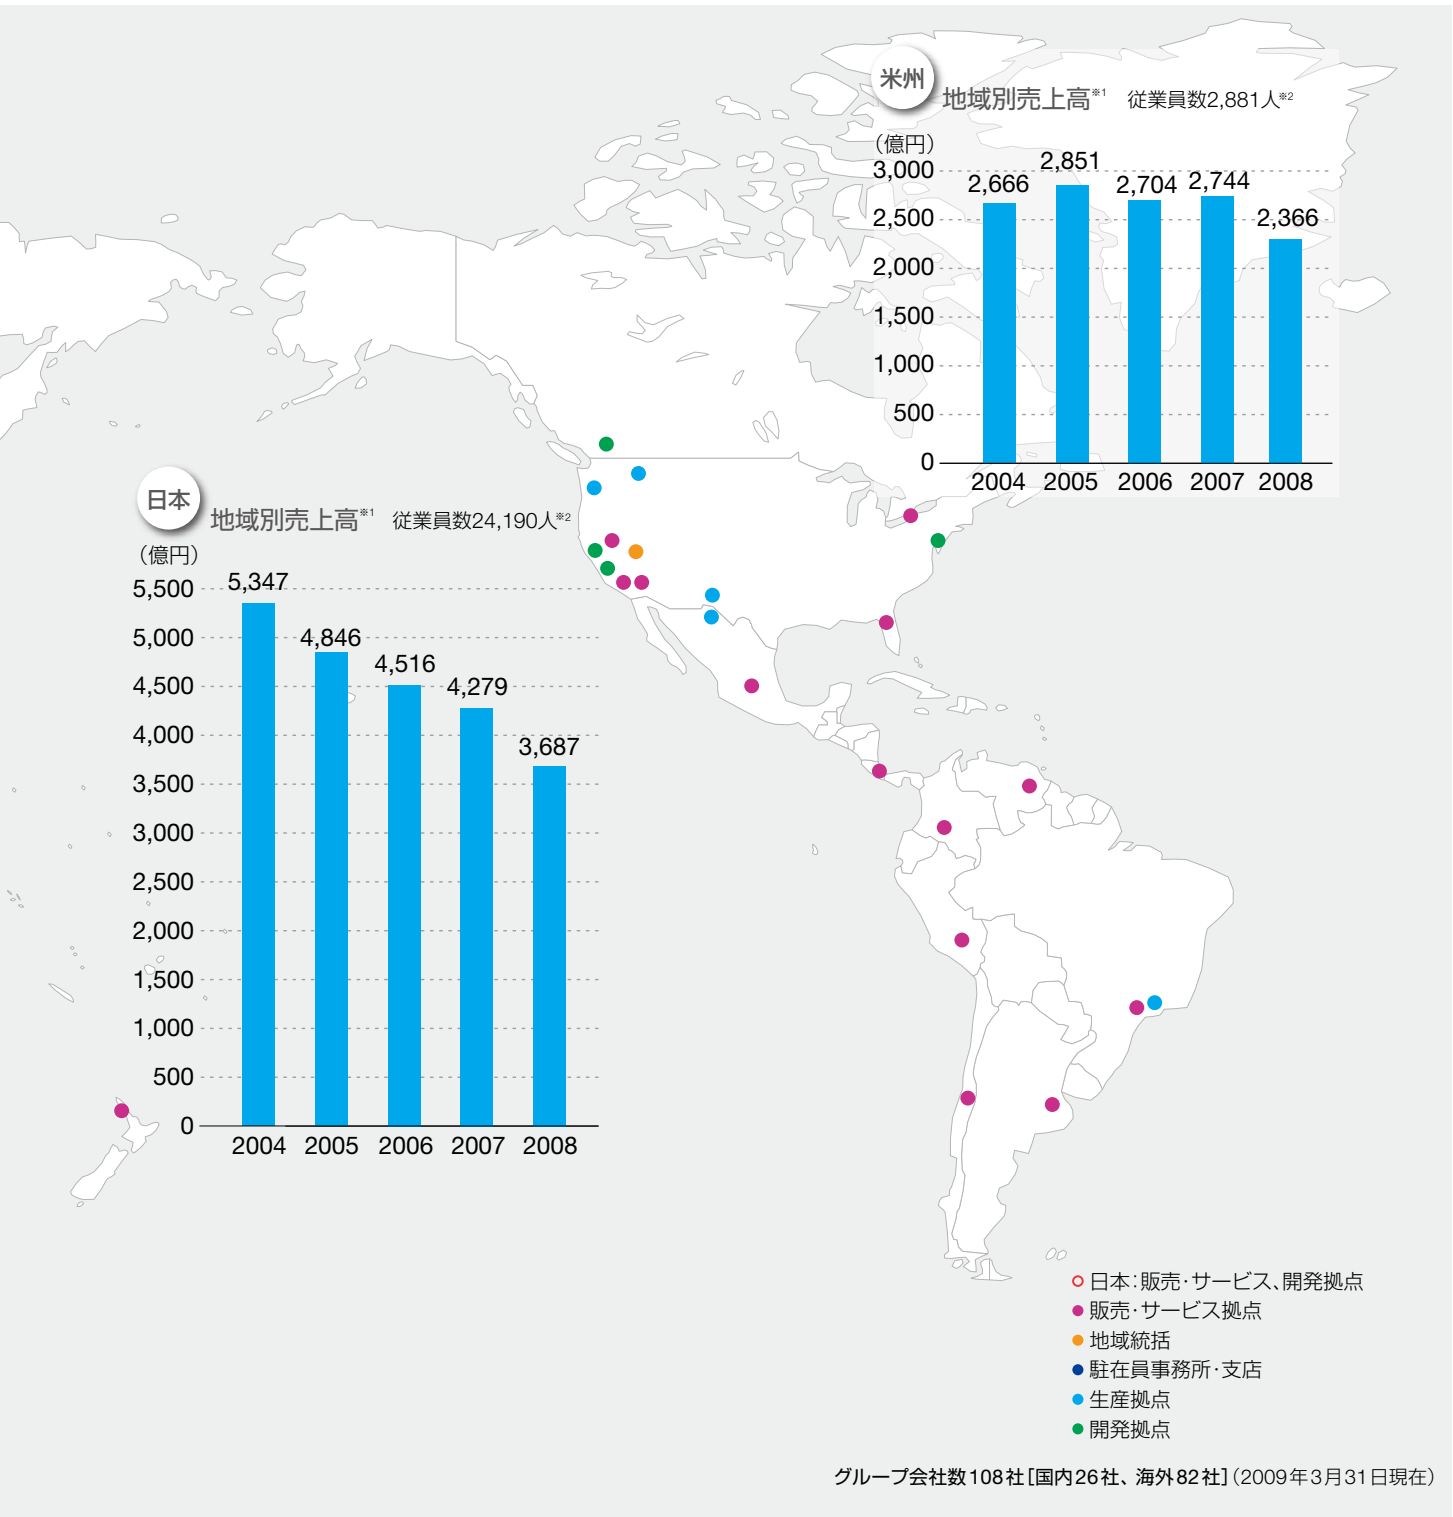 米州
地域別売上高※1 従業員数2,881人※2
(億円)
3,000
2,500
2,000
1,500
1,000
500
0
2,666
2,851
2,704
2,744
2,366
2004 2005 2006 2007 2008
日本
地域別売上高※1 従業員数24,190人※2
(億円)
5,500
5,000
4,500
4,000
3,500
3,000
2,500
2,000
1,500
1,000
500
0
5,347
4,846
4,516
4,279
3,687
2004 2005 2006 2007 2008
日本:販売・サービス、開発拠点
販売・サービス拠点
地域統括
駐在員事務所・支店
生産拠点
開発拠点
グループ会社数108社[国内26社、海外82社](2009年3月31日現在)